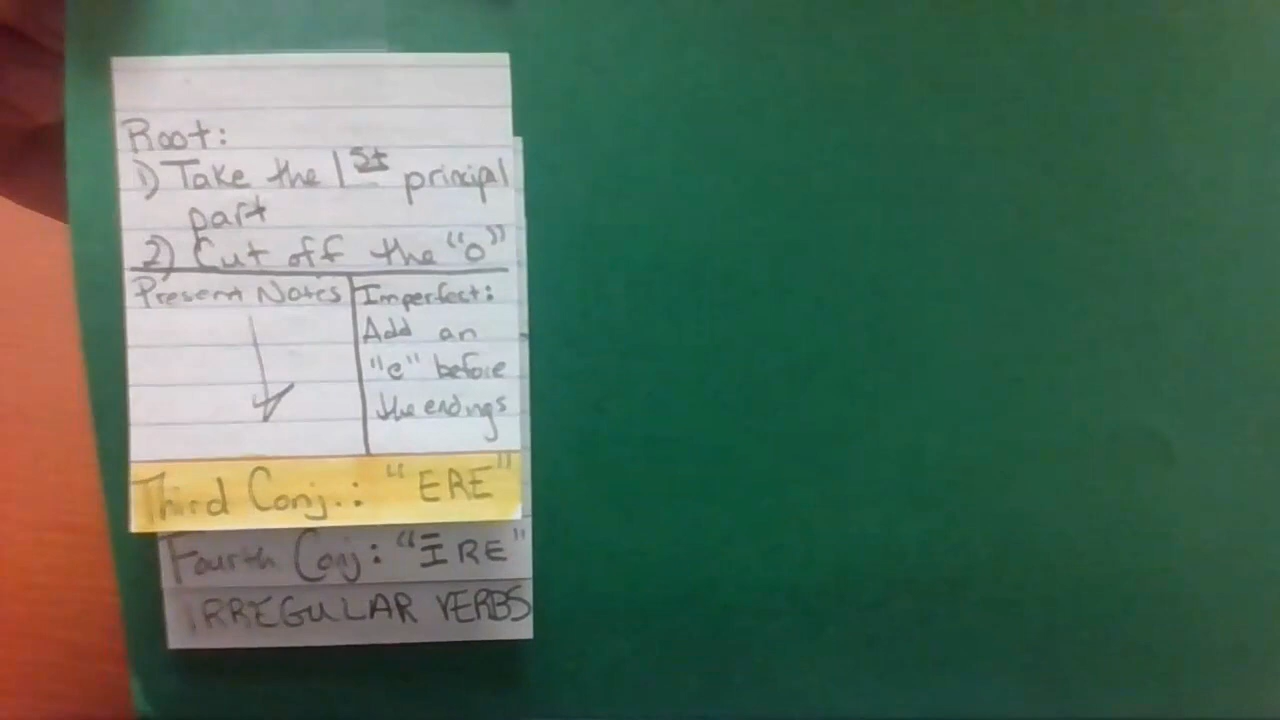 Root:
1) Take the 1st principal
part
2) Cut off the "o"
Present Notes
Imperfect:
Add an
"e" before
the endings
Third Conj.: "ERE"
Fourth Conj: "ĪRE"
IRREGULAR VERBS